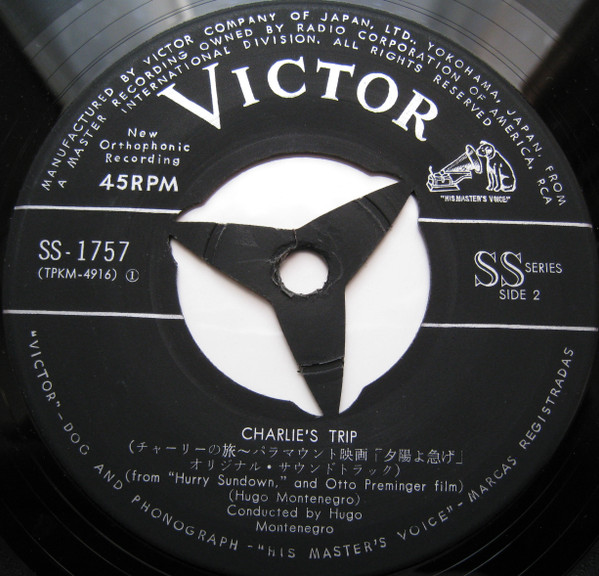 MANUFACTURED BY VICTOR COMPANY OF JAPAN, LTD., YOKOHAMA, JAPAN, FROM
A MASTER RECORDING OWNED BY RADIO CORPORATION OF AMERICA, RCA
INTERNATIONAL DIVISION. ALL RIGHTS RESERVED
VICTOR
New
Orthophonic
Recording
45RPM
"HIS MASTER'S VOICE"
SS-1757
(TPKM-4916) ①
SS SERIES
SIDE 2
CHARLIE'S TRIP
(チャーリーの旅〜パラマウント映画「夕陽よ急げ」
オリジナル・サウンドトラック)
(from "Hurry Sundown," and Otto Preminger film)
(Hugo Montenegro)
Conducted by Hugo
Montenegro
"VICTOR" - DOG AND PHONOGRAPH - "HIS MASTER'S VOICE" - MARCAS REGISTRADAS